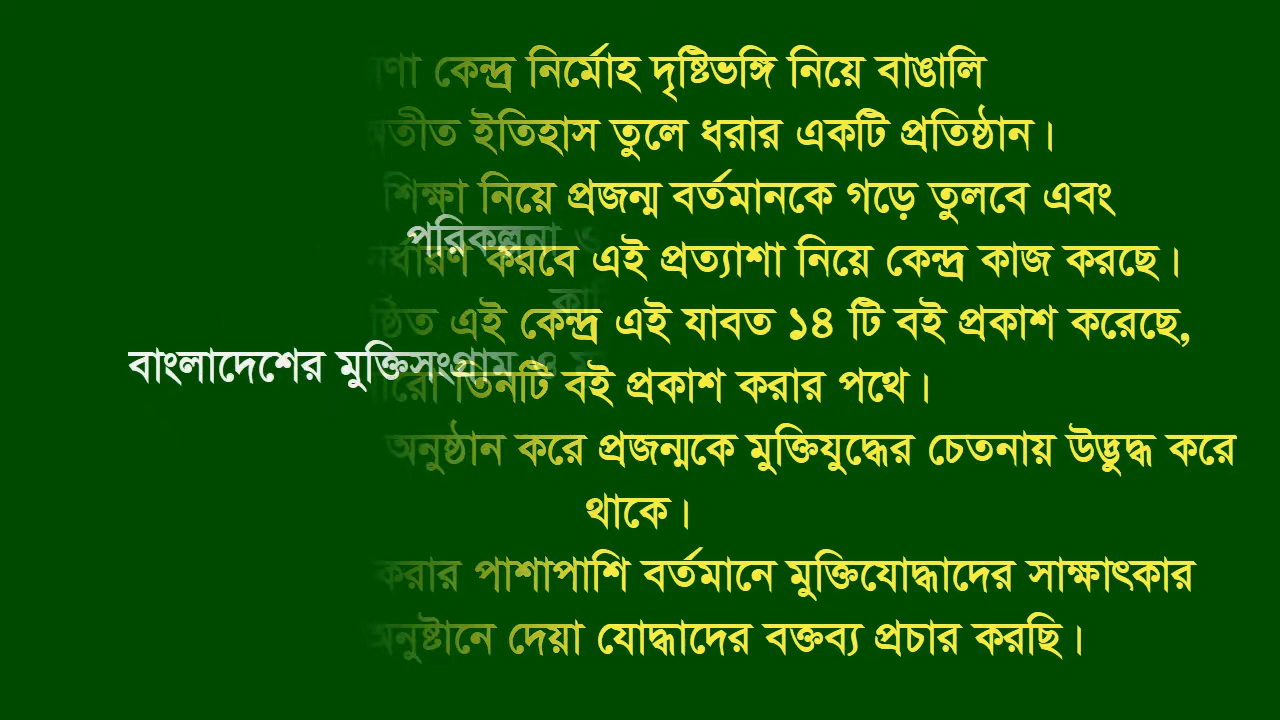 কেন্দ্র নির্মোহ দৃষ্টিভঙ্গি নিয়ে বাঙালি
অতীত ইতিহাস তুলে ধরার একটি প্রতিষ্ঠান।
শিক্ষা নিয়ে প্রজন্ম বর্তমানকে গড়ে তুলবে এবং
পরিকল্পনা
করবে এই প্রত্যাশা নিয়ে কেন্দ্র কাজ করছে।
এই কেন্দ্র এই যাবত ১৪ টি বই প্রকাশ করেছে,
বাংলাদেশের মুক্তিসংগ্রাম ও
তিনটি বই প্রকাশ করার পথে।
অনুষ্ঠান করে প্রজন্মকে মুক্তিযুদ্ধের চেতনায় উদ্ভুদ্ধ করে
থাকে।
করার পাশাপাশি বর্তমানে মুক্তিযোদ্ধাদের সাক্ষাৎকার
অনুষ্টানে দেয়া যোদ্ধাদের বক্তব্য প্রচার করছি।